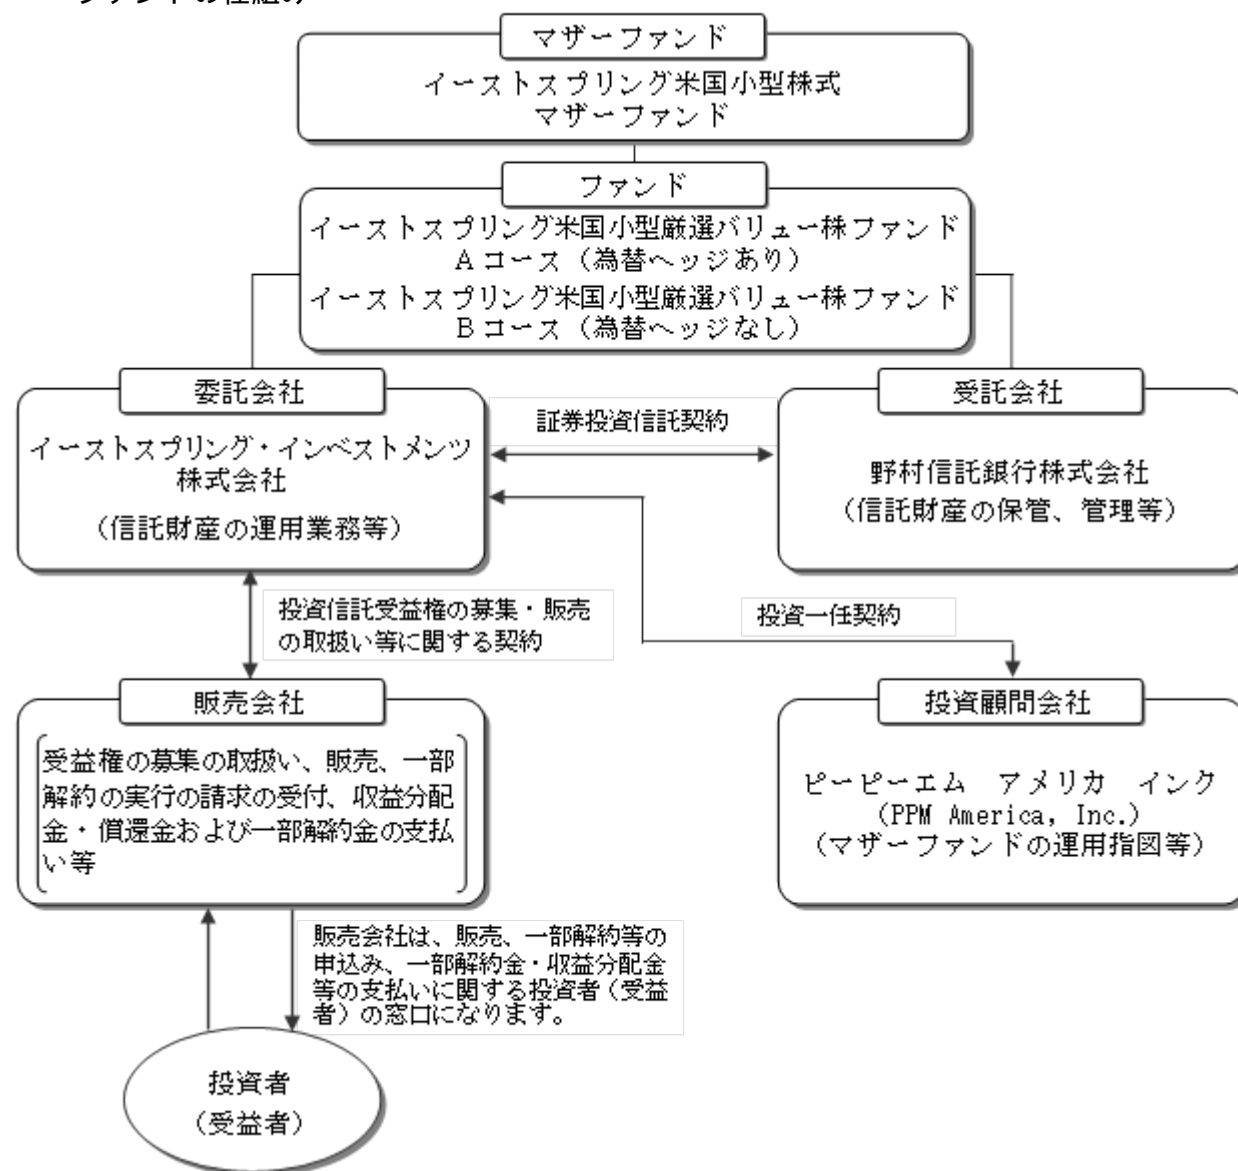 ファンドの仕組み
マザーファンド
イーストスプリング米国小型株式
マザーファンド
ファンド
イーストスプリング米国小型厳選バリュー株ファンド
Ａコース（為替ヘッジあり）
イーストスプリング米国小型厳選バリュー株ファンド
Ｂコース（為替ヘッジなし）
委託会社
イーストスプリング・インベストメンツ
株式会社
（信託財産の運用業務等）
証券投資信託契約
受託会社
野村信託銀行株式会社
（信託財産の保管、管理等）
投資信託受益権の募集・販売
の取扱い等に関する契約
投資一任契約
販売会社
受益権の募集の取扱い、販売、一部
解約の実行の請求の受付、収益分配
金・償還金および一部解約金の支払
い等
投資顧問会社
ピーピーエム　アメリカ　インク
(PPM America, Inc.)
（マザーファンドの運用指図等）
販売会社は、販売、一部解約等の
申込み、一部解約金・収益分配金
等の支払いに関する投資者（受益
者）の窓口になります。
投資者
（受益者）